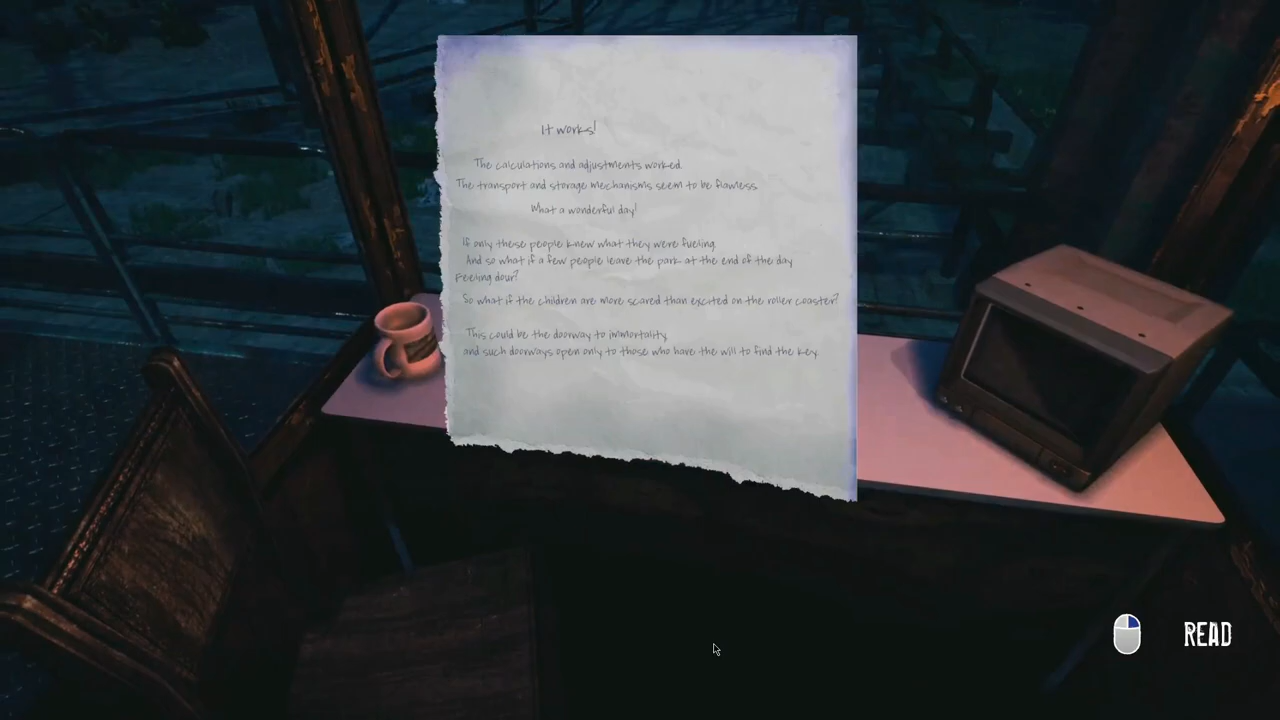 It works!
The calculations and adjustments worked.
The transport and storage mechanisms seem to be flawless.
What a wonderful day!
If only these people knew what they were fueling.
And so what if a few people leave the park at the end of the day
Feeling dour?
So what if the children are more scared than excited on the roller coaster?
This could be the doorway to immortality,
and such doorways open only to those who have the will to find the key.
READ